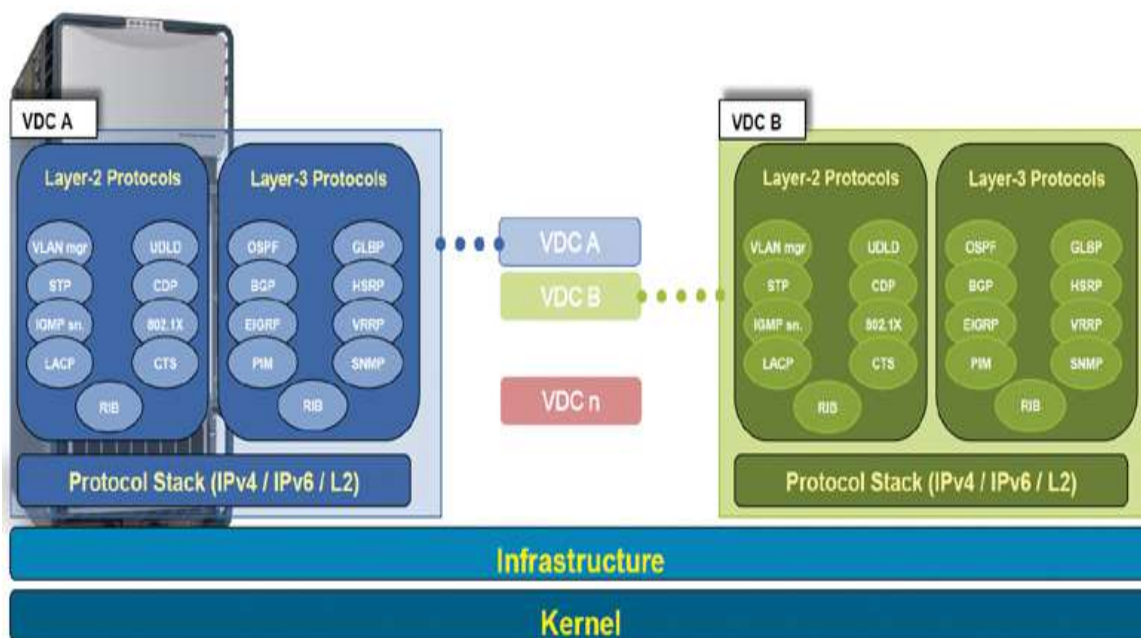 VDC A
Layer-2 Protocols
VLAN mgr
UDLD
STP
CDP
IGMP sn.
802.1X
LACP
CTS
RIB
Layer-3 Protocols
OSPF
GLBP
BGP
HSRP
EIGRP
VRRP
PIM
SNMP
RIB
Protocol Stack (IPv4 / IPv6 / L2)
VDC A
VDC B
VDC n
VDC B
Layer-2 Protocols
VLAN mgr
UDLD
STP
CDP
IGMP sn.
802.1X
LACP
CTS
RIB
Layer-3 Protocols
OSPF
GLBP
BGP
HSRP
EIGRP
VRRP
PIM
SNMP
RIB
Protocol Stack (IPv4 / IPv6 / L2)
Infrastructure
Kernel